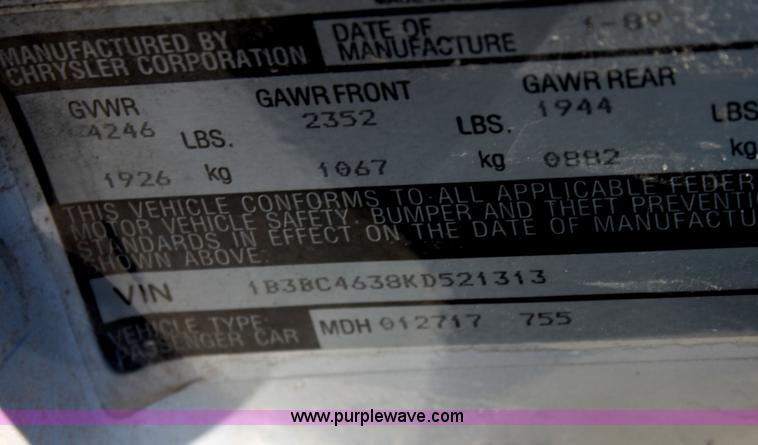 MANUFACTURED BY
CHRYSLER CORPORATION
DATE OF
MANUFACTURE
1-89
GVWR
4246 LBS.
1926 kg
GAWR FRONT
2352 LBS.
1067 kg
GAWR REAR
1944 LBS
0882 kg
THIS VEHICLE CONFORMS TO ALL APPLICABLE FEDER
MOTOR VEHICLE SAFETY, BUMPER AND THEFT PREVENTI
STANDARDS IN EFFECT ON THE DATE OF MANUFACTU
SHOWN ABOVE.
VIN 1B3BC4638KD521313
VEHICLE TYPE:
PASSENGER CAR
MDH 012717 755
www.purplewave.com